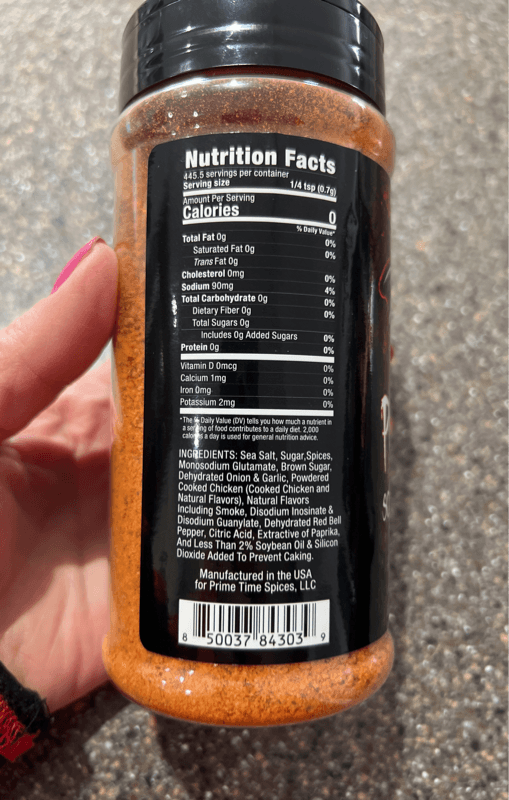 Nutrition Facts
445.5 servings per container
Serving size 1/4 tsp (0.7g)
Amount Per Serving
Calories 0
% Daily Value*
Total Fat 0g 0%
Saturated Fat 0g 0%
Trans Fat 0g
Cholesterol 0mg 0%
Sodium 90mg 4%
Total Carbohydrate 0g 0%
Dietary Fiber 0g 0%
Total Sugars 0g
Includes 0g Added Sugars 0%
Protein 0g 0%
Vitamin D 0mcg 0%
Calcium 1mg 0%
Iron 0mg 0%
Potassium 2mg 0%
*The % Daily Value (DV) tells you how much a nutrient in
a serving of food contributes to a daily diet. 2,000
calories a day is used for general nutrition advice.
INGREDIENTS: Sea Salt, Sugar,Spices,
Monosodium Glutamate, Brown Sugar,
Dehydrated Onion & Garlic, Powdered
Cooked Chicken (Cooked Chicken and
Natural Flavors), Natural Flavors
Including Smoke, Disodium Inosinate &
Disodium Guanylate, Dehydrated Red Bell
Pepper, Citric Acid, Extractive of Paprika,
And Less Than 2% Soybean Oil & Silicon
Dioxide Added To Prevent Caking.
Manufactured in the USA
for Prime Time Spices, LLC
8 50037 84303 9